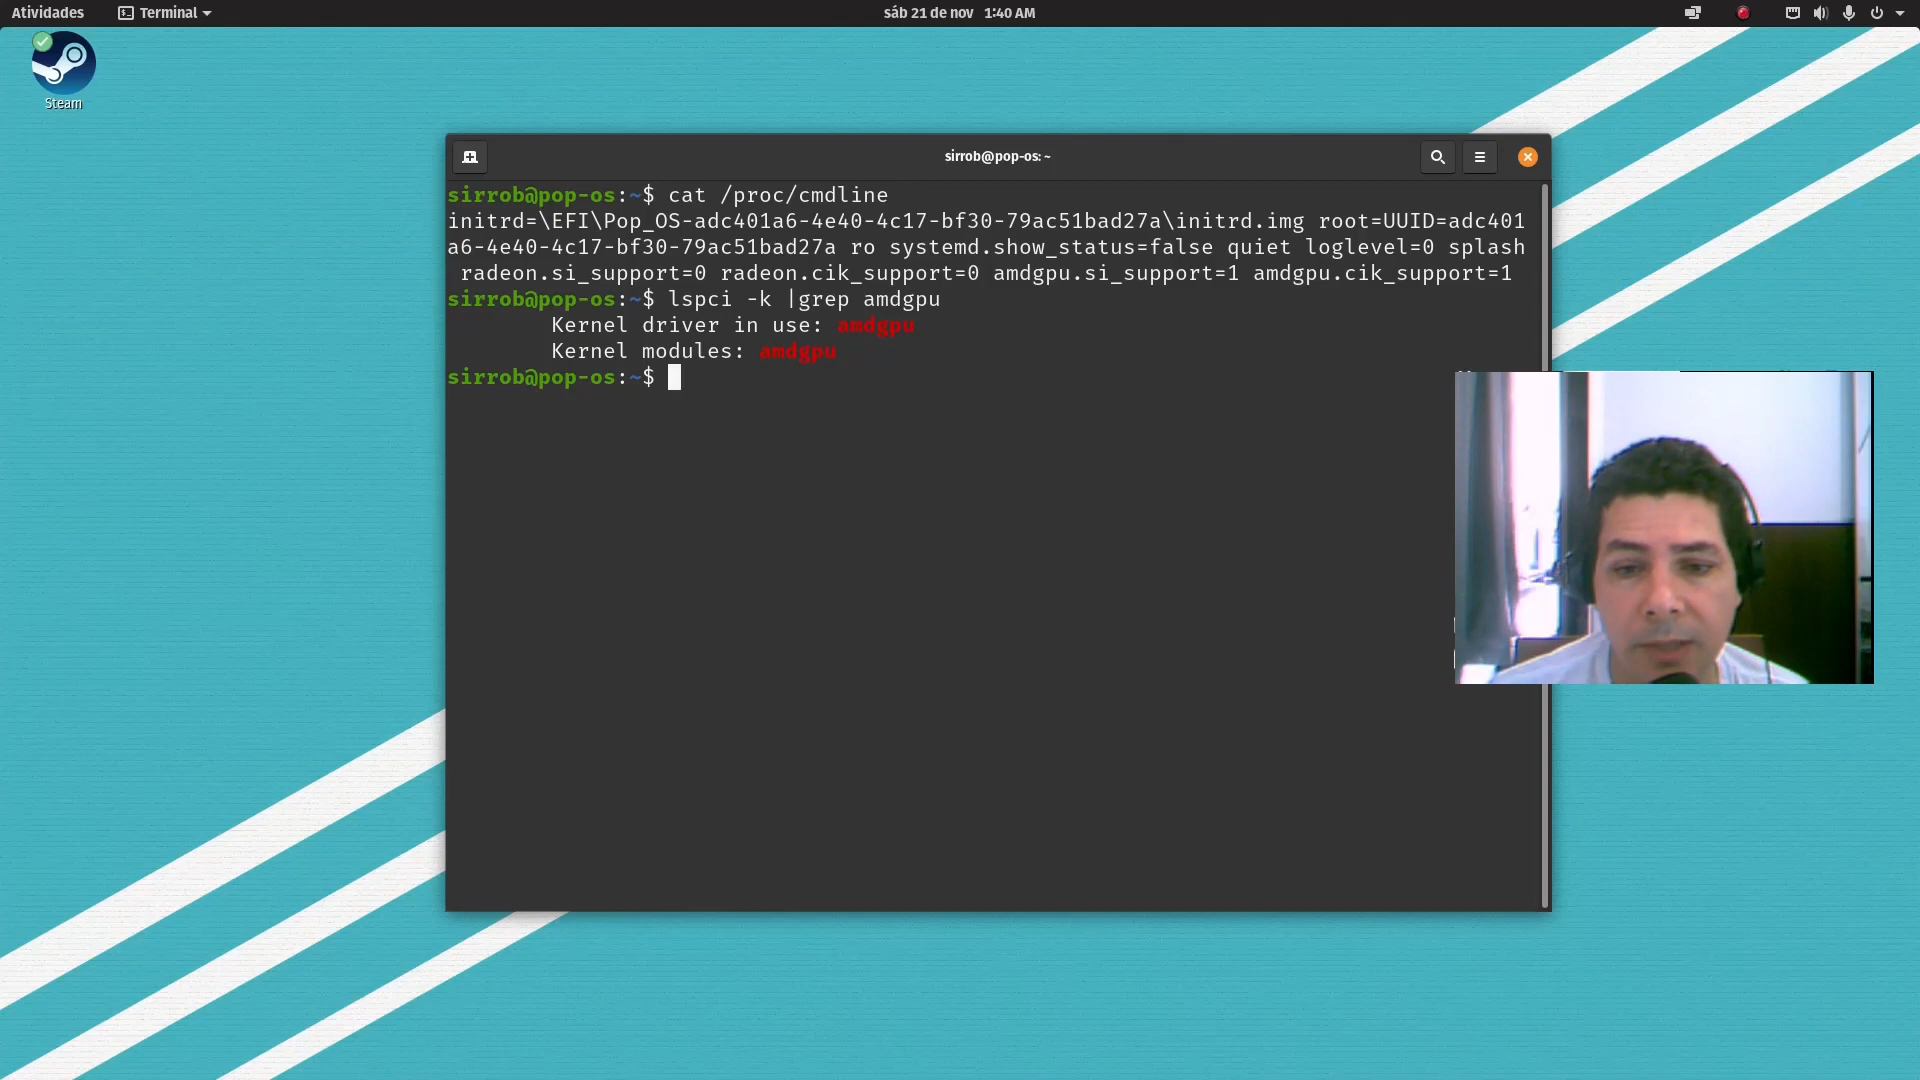 Atividades
Terminal
sáb 21 de nov 1:40 AM
Steam
sirrob@pop-os: ~
sirrob@pop-os:~$ cat /proc/cmdline
initrd=\EFI\Pop_OS-adc401a6-4e40-4c17-bf30-79ac51bad27a\initrd.img root=UUID=adc401
a6-4e40-4c17-bf30-79ac51bad27a ro systemd.show_status=false quiet loglevel=0 splash
radeon.si_support=0 radeon.cik_support=0 amdgpu.si_support=1 amdgpu.cik_support=1
sirrob@pop-os:~$ lspci -k |grep amdgpu
Kernel driver in use: amdgpu
Kernel modules: amdgpu
sirrob@pop-os:~$